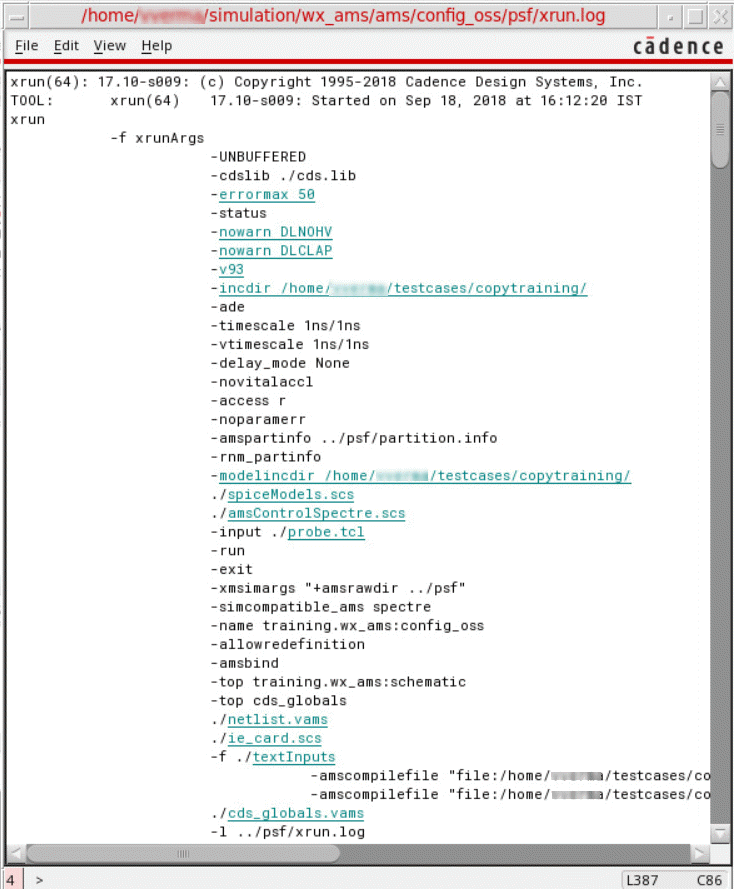 /home/ /simulation/wx_ams/ams/config_oss/psf/xrun.log
File Edit View Help
cādence
xrun(64): 17.10-s009: (c) Copyright 1995-2018 Cadence Design Systems, Inc.
TOOL: xrun(64) 17.10-s009: Started on Sep 18, 2018 at 16:12:20 IST
xrun
-f xrunArgs
-UNBUFFERED
-cdslib ./cds.lib
-errormax 50
-status
-nowarn DLNOHV
-nowarn DLCLAP
-v93
-incdir /home/ /testcases/copytraining/
-ade
-timescale 1ns/1ns
-vtimescale 1ns/1ns
-delay_mode None
-novitalaccl
-access r
-noparamerr
-amspartinfo ../psf/partition.info
-rnm_partinfo
-modelincdir /home/ /testcases/copytraining/
./spiceModels.scs
./amsControlSpectre.scs
-input ./probe.tcl
-run
-exit
-xmsimargs "+amsrawdir ../psf"
-simcompatible_ams spectre
-name training.wx_ams:config_oss
-allowredefinition
-amsbind
-top training.wx_ams:schematic
-top cds_globals
./netlist.vams
./ie_card.scs
-f ./textInputs
-amscompilefile "file:/home/ /testcases/co
-amscompilefile "file:/home/ /testcases/co
./cds_globals.vams
-l ../psf/xrun.log
4 > L387 C86